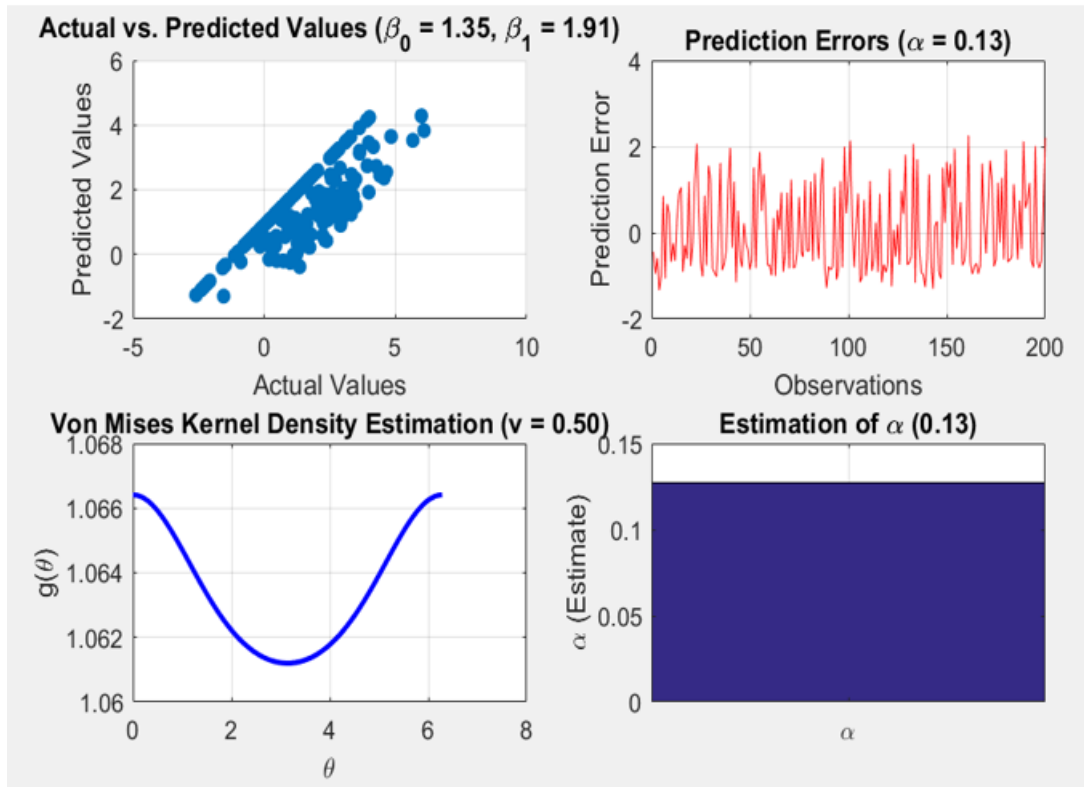 Actual vs. Predicted Values (β0 = 1.35, β1 = 1.91)
6
4
2
0
-2
Predicted Values
-5 0 5 10
Actual Values
Prediction Errors (α = 0.13)
4
2
0
-2
Prediction Error
0 50 100 150 200
Observations
Von Mises Kernel Density Estimation (v = 0.50)
1.068
1.066
1.064
1.062
1.06
g(θ)
0 2 4 6 8
θ
Estimation of α (0.13)
0.15
0.1
0.05
0
α (Estimate)
α